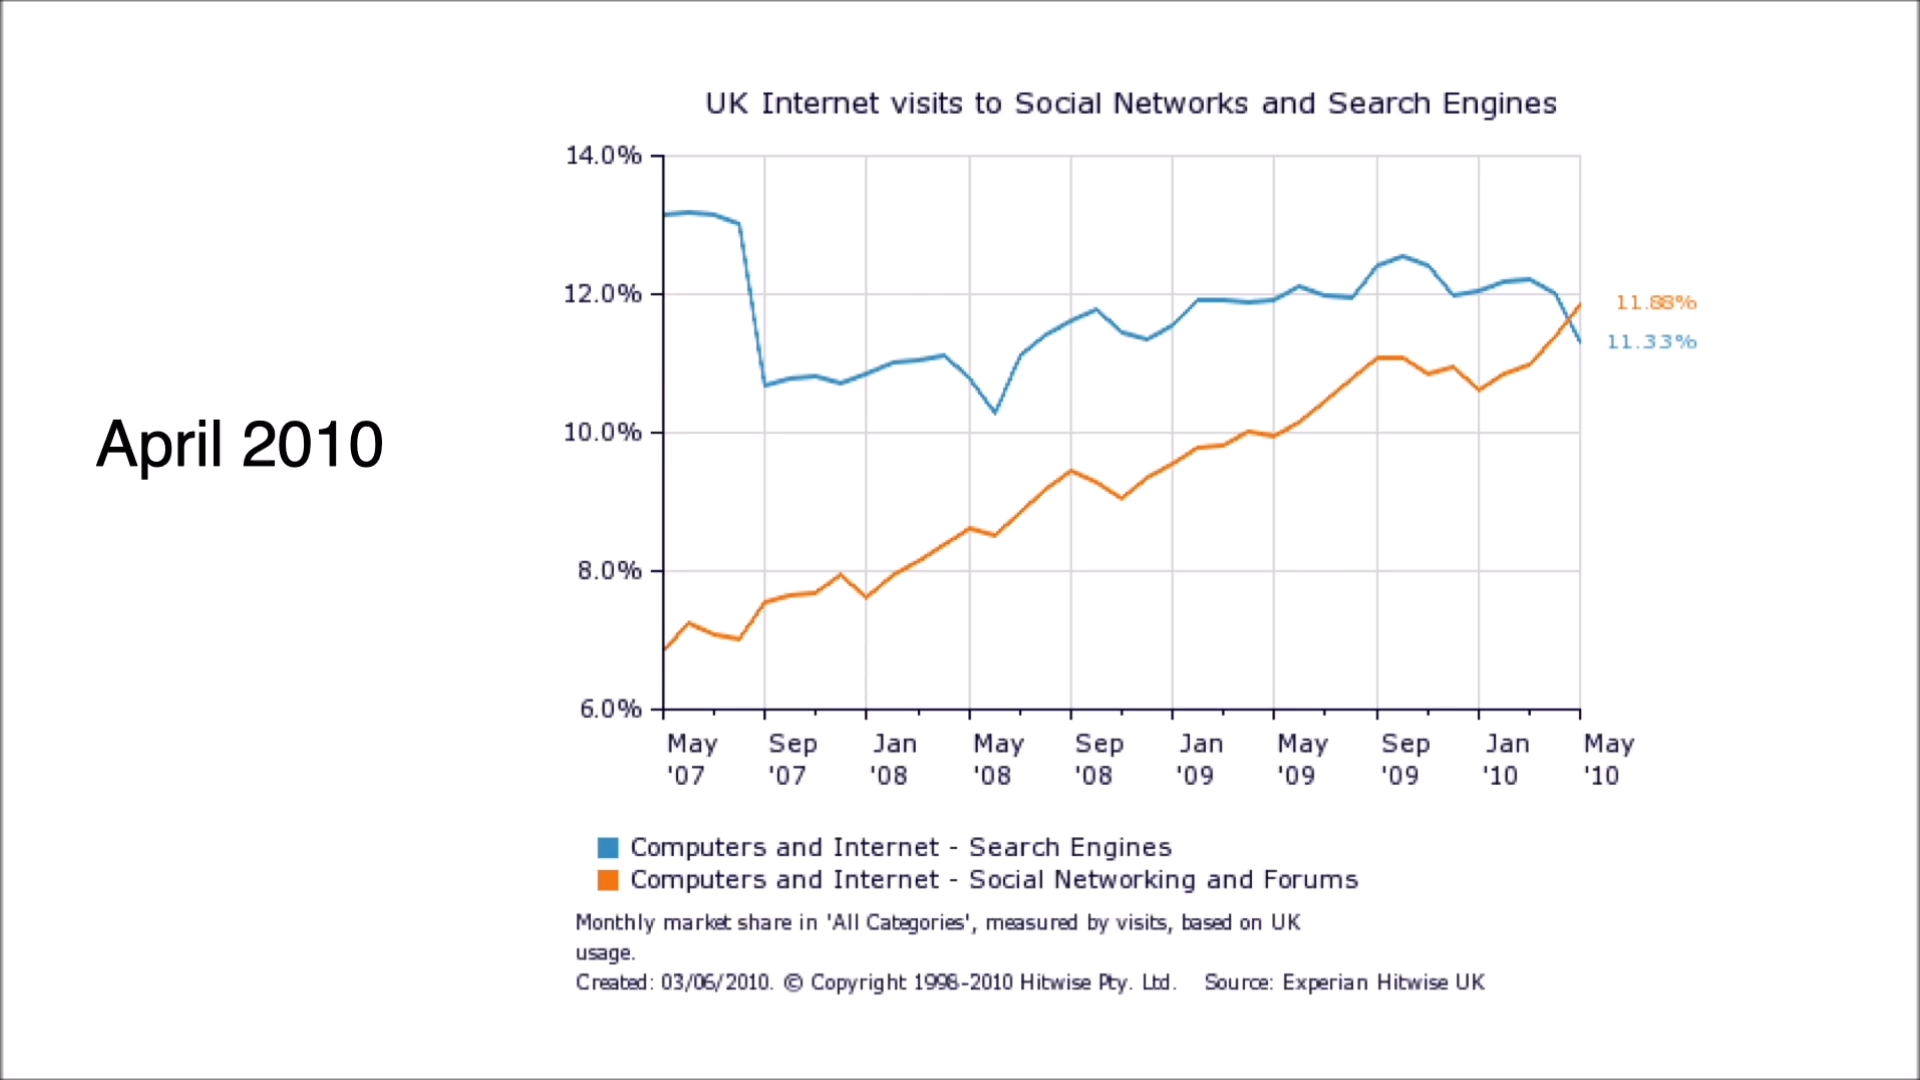 UK Internet visits to Social Networks and Search Engines
14.0%
12.0%
11.88%
11.33%
April 2010
10.0%
8.0%
6.0%
May Sep Jan May Sep Jan May Sep Jan May
'07 '07 '08 '08 '08 '09 '09 '09 '10 '10
Computers and Internet - Search Engines
Computers and Internet - Social Networking and Forums
Monthly market share in 'All Categories', measured by visits, based on UK
usage.
Created: 03/06/2010. © Copyright 1998-2010 Hitwise Pty. Ltd. Source: Experian Hitwise UK